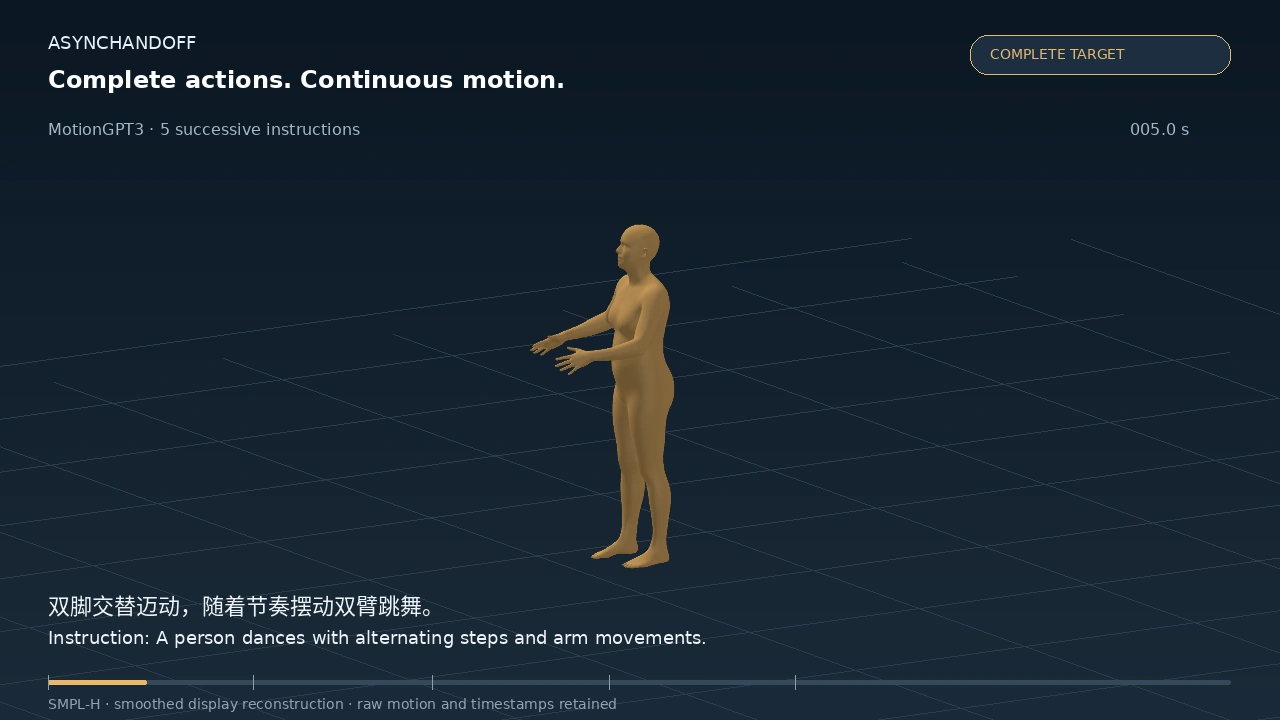 ASYNCHANDOFF
COMPLETE TARGET
Complete actions. Continuous motion.
MotionGPT3 · 5 successive instructions
005.0 s
双脚交替迈动，随着节奏摆动双臂跳舞。
Instruction: A person dances with alternating steps and arm movements.
SMPL-H · smoothed display reconstruction · raw motion and timestamps retained